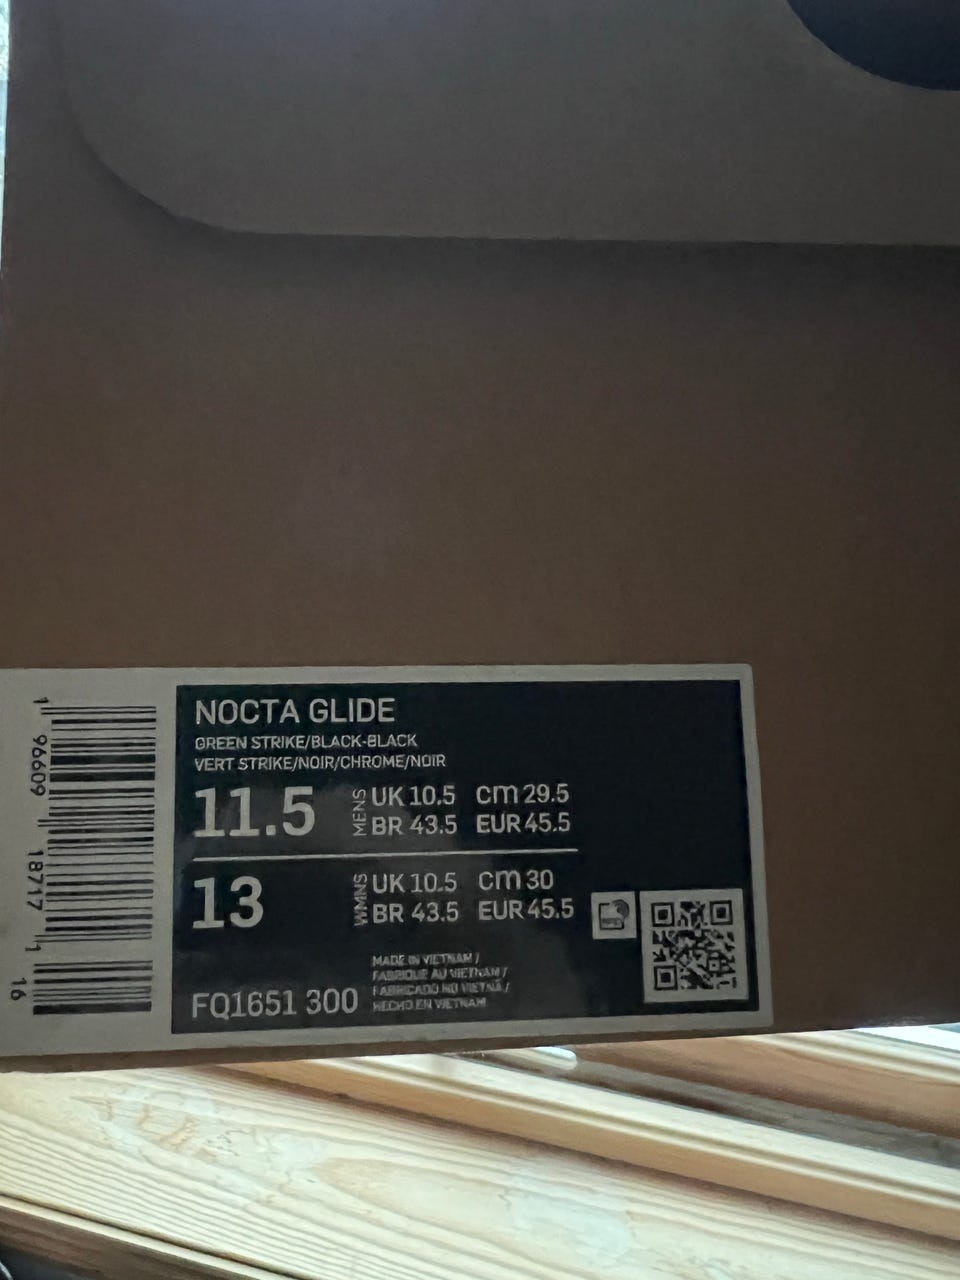 NOCTA GLIDE
GREEN STRIKE/BLACK-BLACK
VERT STRIKE/NOIR/CHROME/NOIR
11.5 MENS UK 10.5 cm 29.5
BR 43.5 EUR 45.5
13 WMNS UK 10.5 cm 30
BR 43.5 EUR 45.5
MADE IN VIETNAM /
FABRIQUE AU VIETNAM /
FABRICADO NO VIETNÃ /
HECHO EN VIETNAM
FQ1651 300
1 96609 18717 1 16